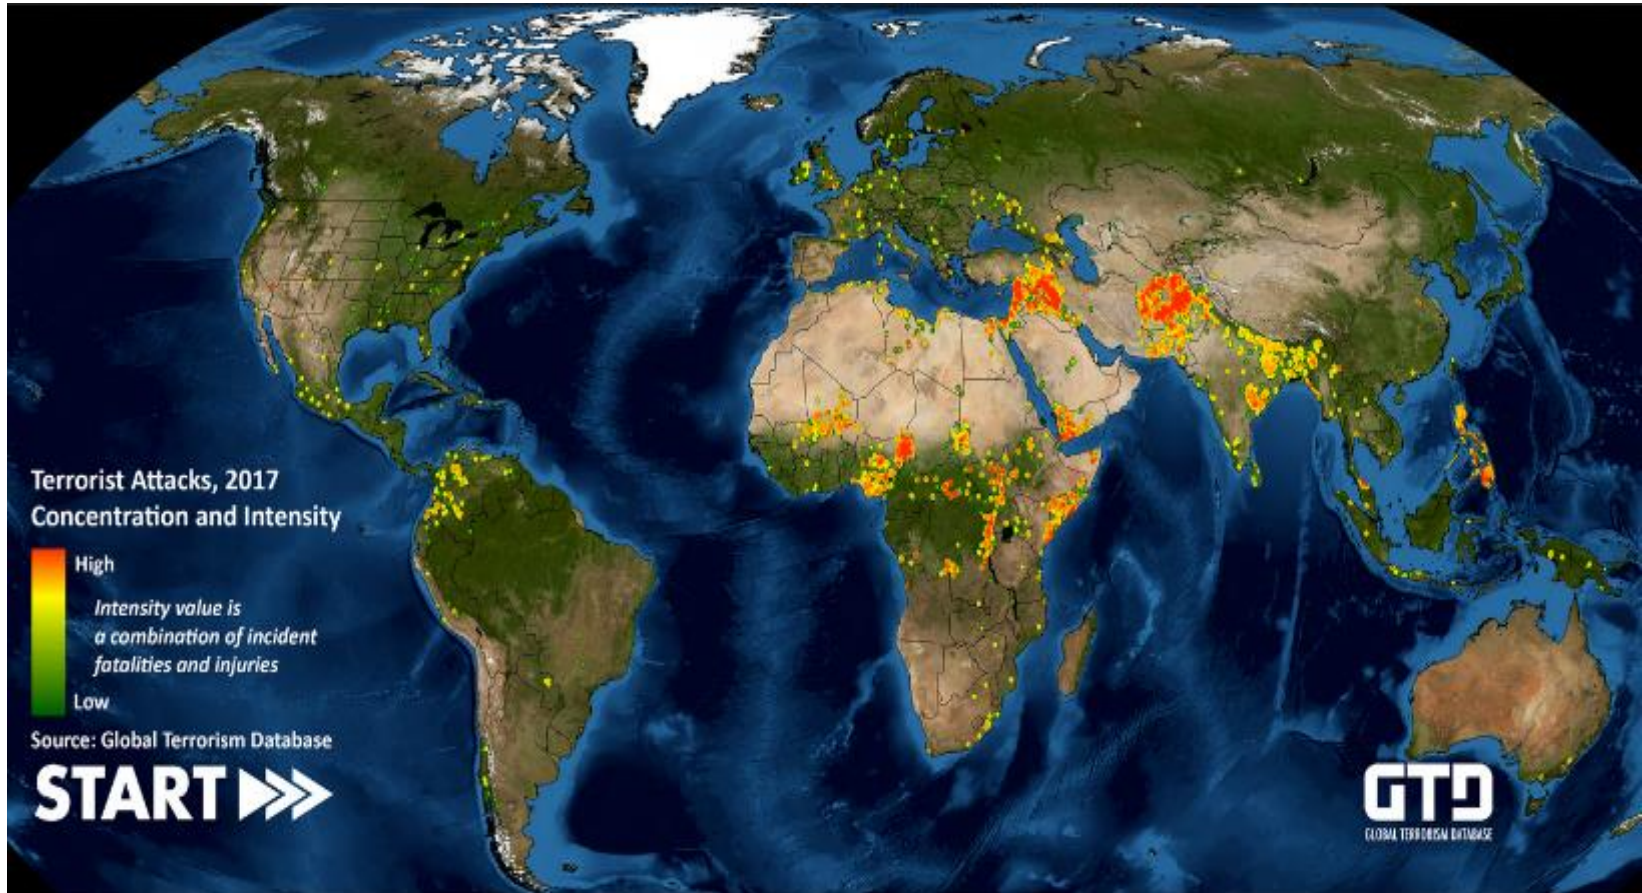 Terrorist Attacks, 2017
Concentration and Intensity
High
Intensity value is
a combination of incident
fatalities and injuries
Low
Source: Global Terrorism Database
START
GTD
GLOBAL TERRORISM DATABASE